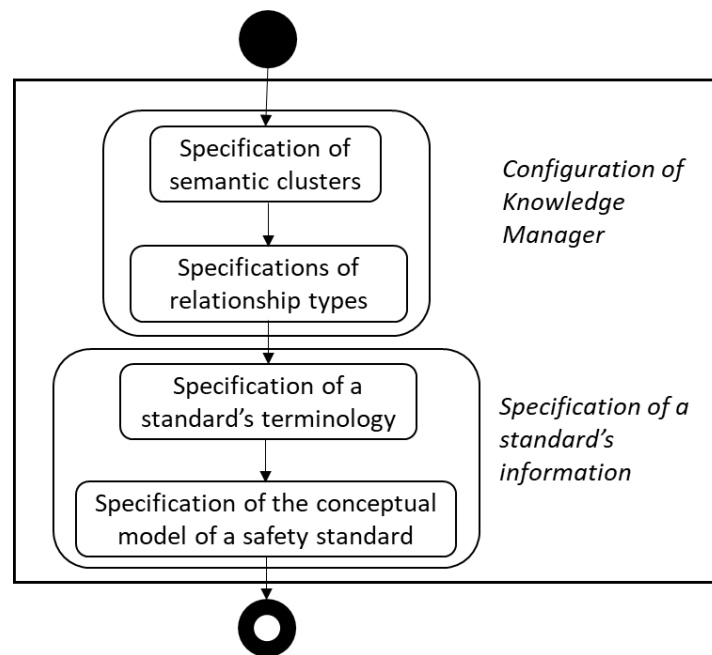 Specification of
semantic clusters
Configuration of
Knowledge
Manager
Specifications of
relationship types
Specification of a
standard's terminology
Specification of a
standard's
information
Specification of the conceptual
model of a safety standard